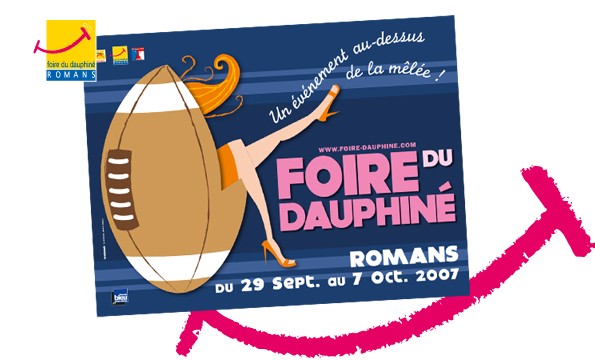 foire du dauphiné
ROMANS
Un événement au-dessus
de la mêlée !
WWW.FOIRE-DAUPHINE.COM
FOIRE DU
DAUPHINÉ
ROMANS
DU 29 Sept. AU 7 Oct. 2007
bleu